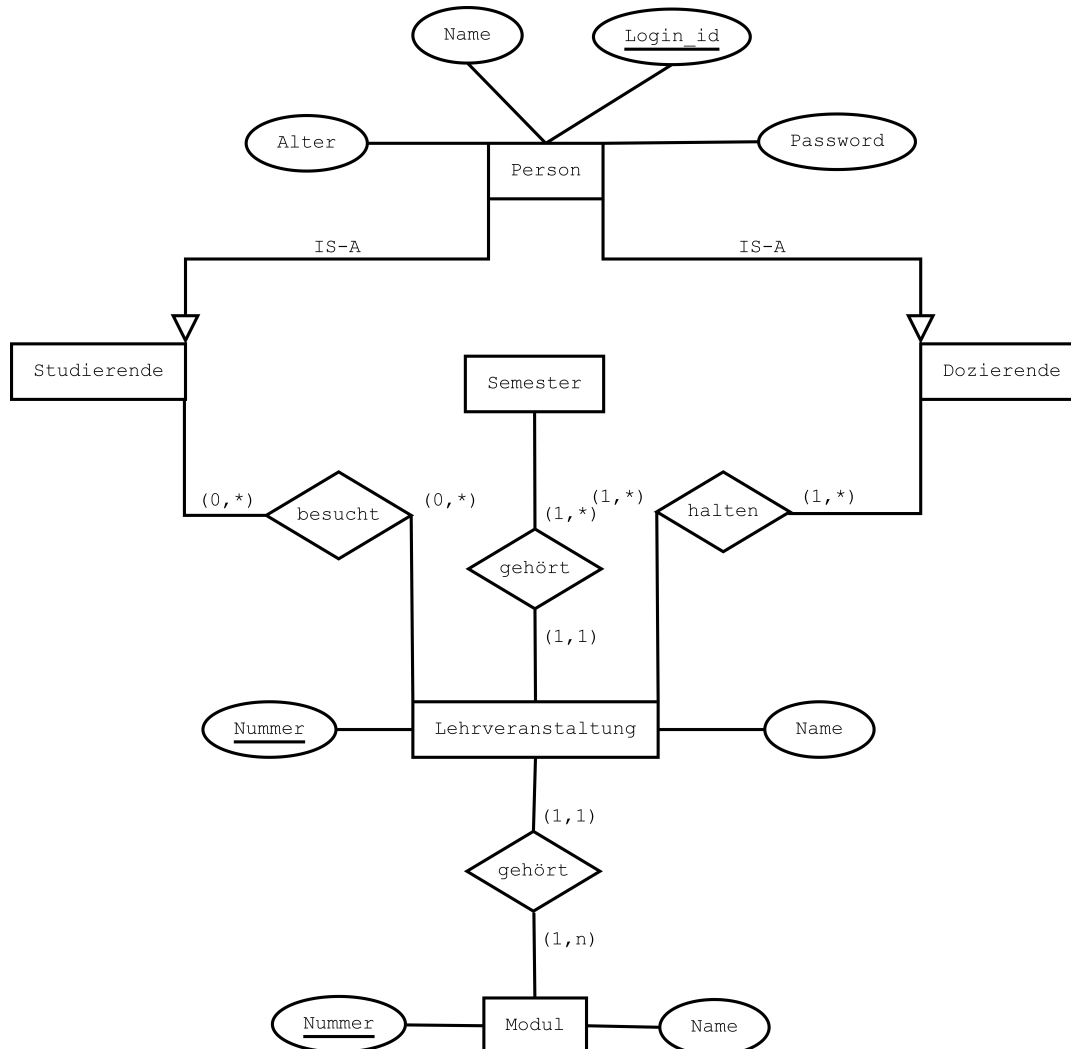 Name
Login_id
Alter
Password
Person
IS-A
IS-A
Studierende
Semester
Dozierende
(0,*)
besucht
(0,*)
(1,*)
(1,*)
halten
(1,*)
gehört
(1,1)
Nummer
Lehrveranstaltung
Name
(1,1)
gehört
(1,n)
Nummer
Modul
Name